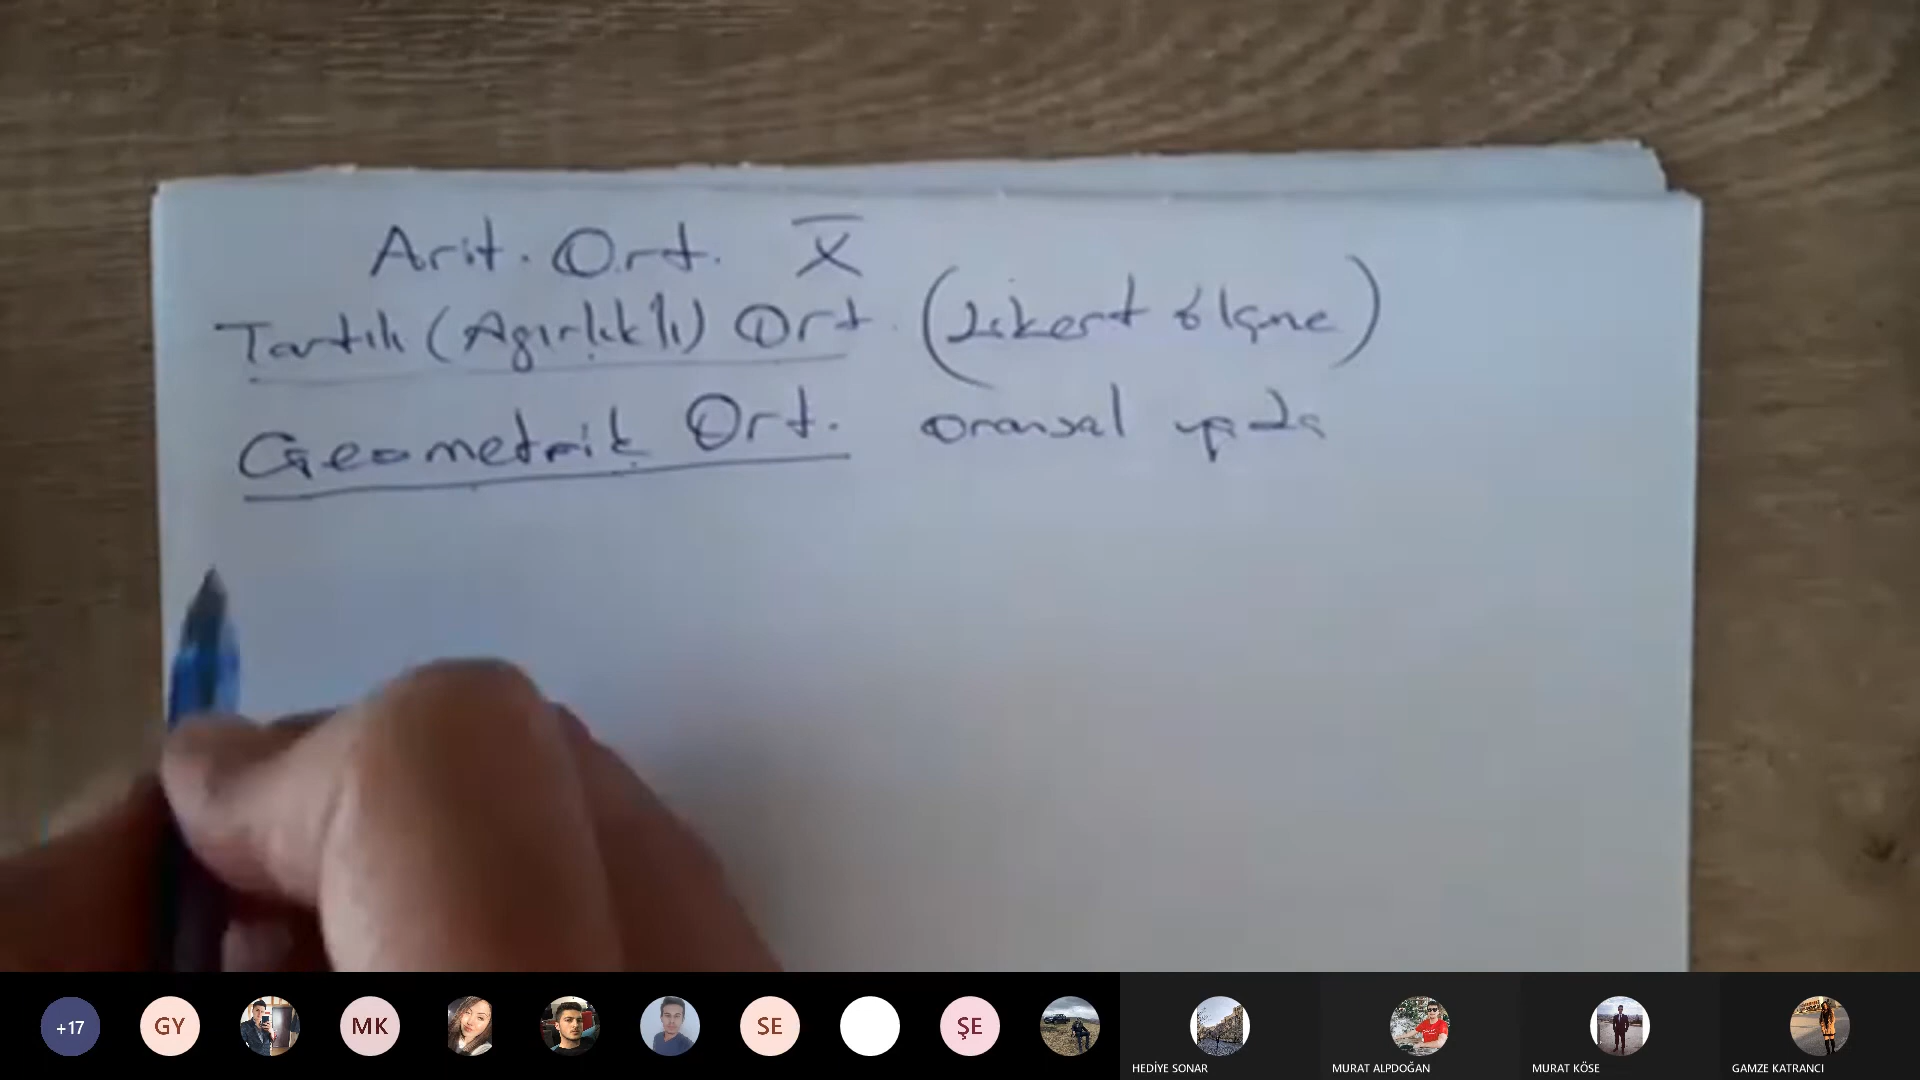 Arit. Ort. X̅
Tartılı (Ağırlıklı) Ort. (Likert ölçme)
Geometrik Ort. oransal yapıda
+17
GY
MK
SE
ŞE
HEDİYE SONAR
MURAT ALPDOĞAN
MURAT KÖSE
GAMZE KATRANCI